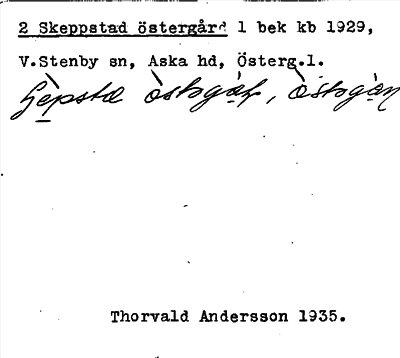 2 Skeppstad östergård 1 bek kb 1929,
V.Stenby sn, Aska hd, Österg.l.
Thorvald Andersson 1935.